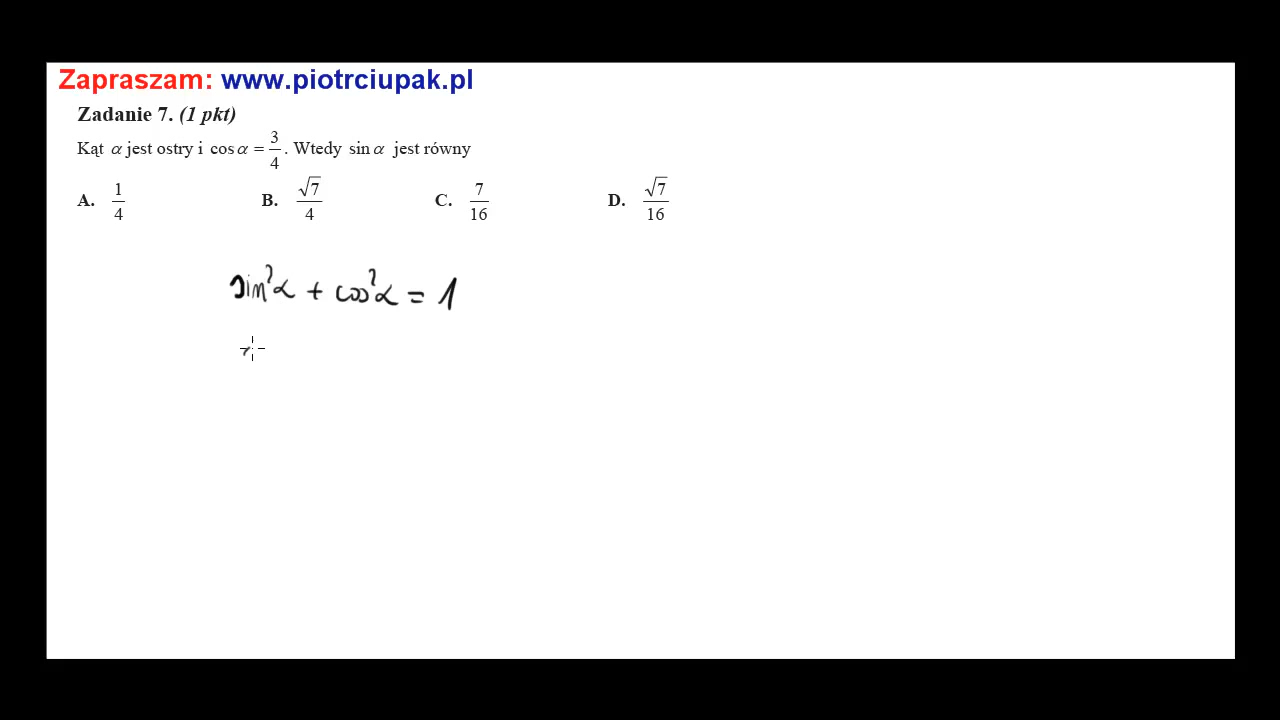 Zapraszam: www.piotrciupak.pl
Zadanie 7. (1 pkt)
Kąt α jest ostry i cos α = 3/4. Wtedy sin α jest równy
A. 1/4 B. √7/4 C. 7/16 D. √7/16
sin²α + cos²α = 1